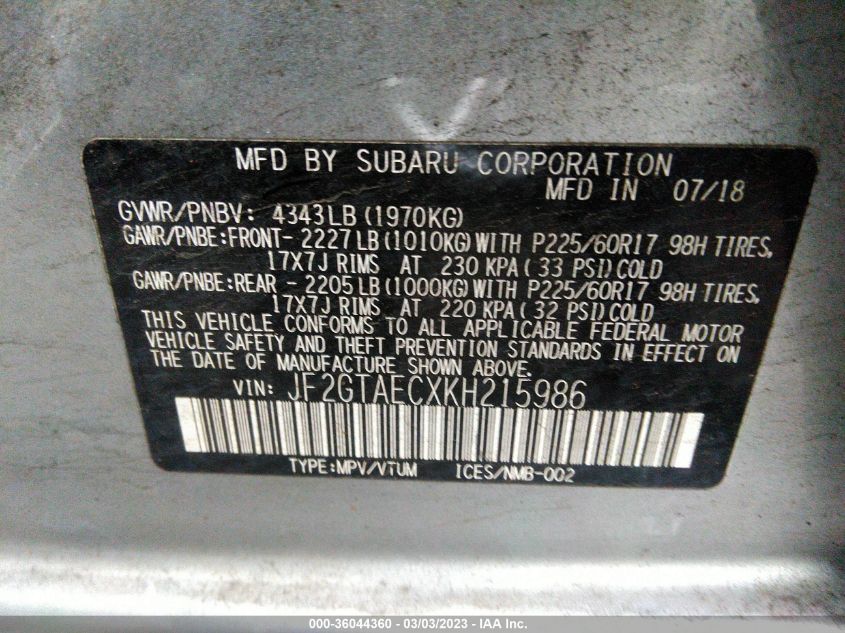 MFD BY SUBARU CORPORATION
MFD IN 07/18
GVWR/PNBV: 4343LB (1970KG)
GAWR/PNBE:FRONT- 2227LB(1010KG)WITH P225/60R17 98H TIRES,
17X7J RIMS AT 230 KPA( 33 PSI)COLD
GAWR/PNBE:REAR - 2205LB(1000KG)WITH P225/60R17 98H TIRES,
17X7J RIMS AT 220 KPA( 32 PSI)COLD
THIS VEHICLE CONFORMS TO ALL APPLICABLE FEDERAL MOTOR
VEHICLE SAFETY AND THEFT PREVENTION STANDARDS IN EFFECT ON
THE DATE OF MANUFACTURE SHOWN ABOVE.
VIN: JF2GTAECXKH215986
TYPE:MPV/VTUM ICES/NMB-002
000-36044360 — 03/03/2023 — IAA Inc.